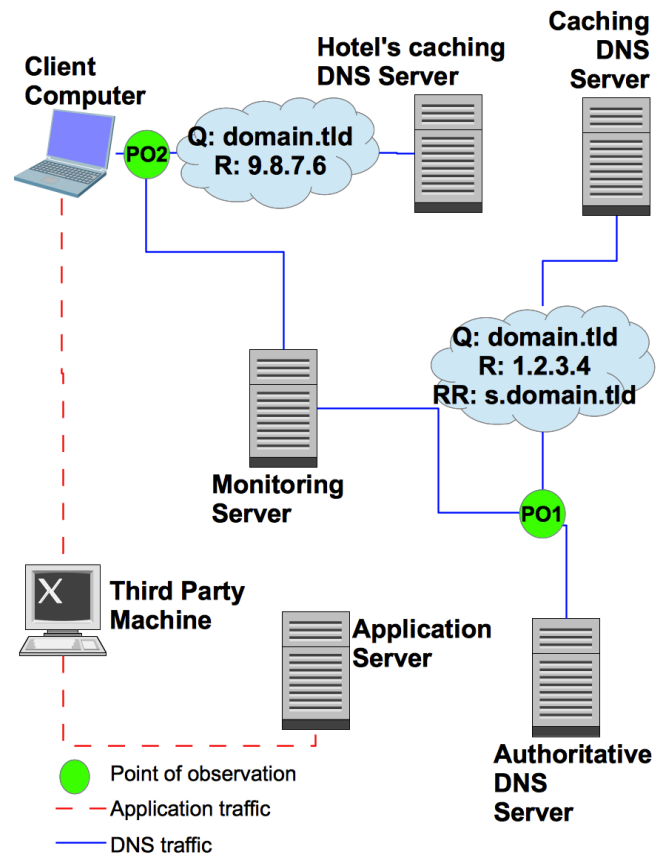 Client
Computer
Hotel's caching
DNS Server
Caching
DNS
Server
PO2
Q: domain.tld
R: 9.8.7.6
Q: domain.tld
R: 1.2.3.4
RR: s.domain.tld
Monitoring
Server
PO1
X
Third Party
Machine
Application
Server
Authoritative
DNS
Server
Point of observation
Application traffic
DNS traffic